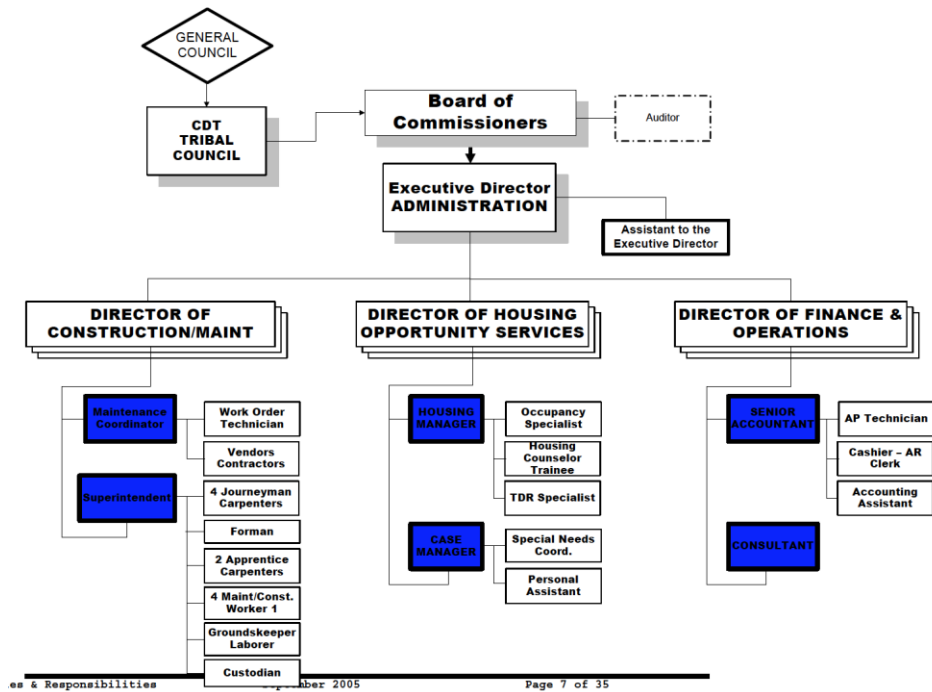 GENERAL
COUNCIL
CDT
TRIBAL
COUNCIL
Board of
Commissioners
Auditor
Executive Director
ADMINISTRATION
Assistant to the
Executive Director
DIRECTOR OF
CONSTRUCTION/MAINT
DIRECTOR OF HOUSING
OPPORTUNITY SERVICES
DIRECTOR OF FINANCE &
OPERATIONS
Maintenance
Coordinator
Work Order
Technician
Vendors
Contractors
Superintendent
4 Journeyman
Carpenters
Forman
2 Apprentice
Carpenters
4 Maint/Const.
Worker 1
Groundskeeper
Laborer
Custodian
HOUSING
MANAGER
Occupancy
Specialist
Housing
Counselor
Trainee
TDR Specialist
CASE
MANAGER
Special Needs
Coord.
Personal
Assistant
SENIOR
ACCOUNTANT
AP Technician
Cashier – AR
Clerk
Accounting
Assistant
CONSULTANT
es & Responsibilities 2005 Page 7 of 35